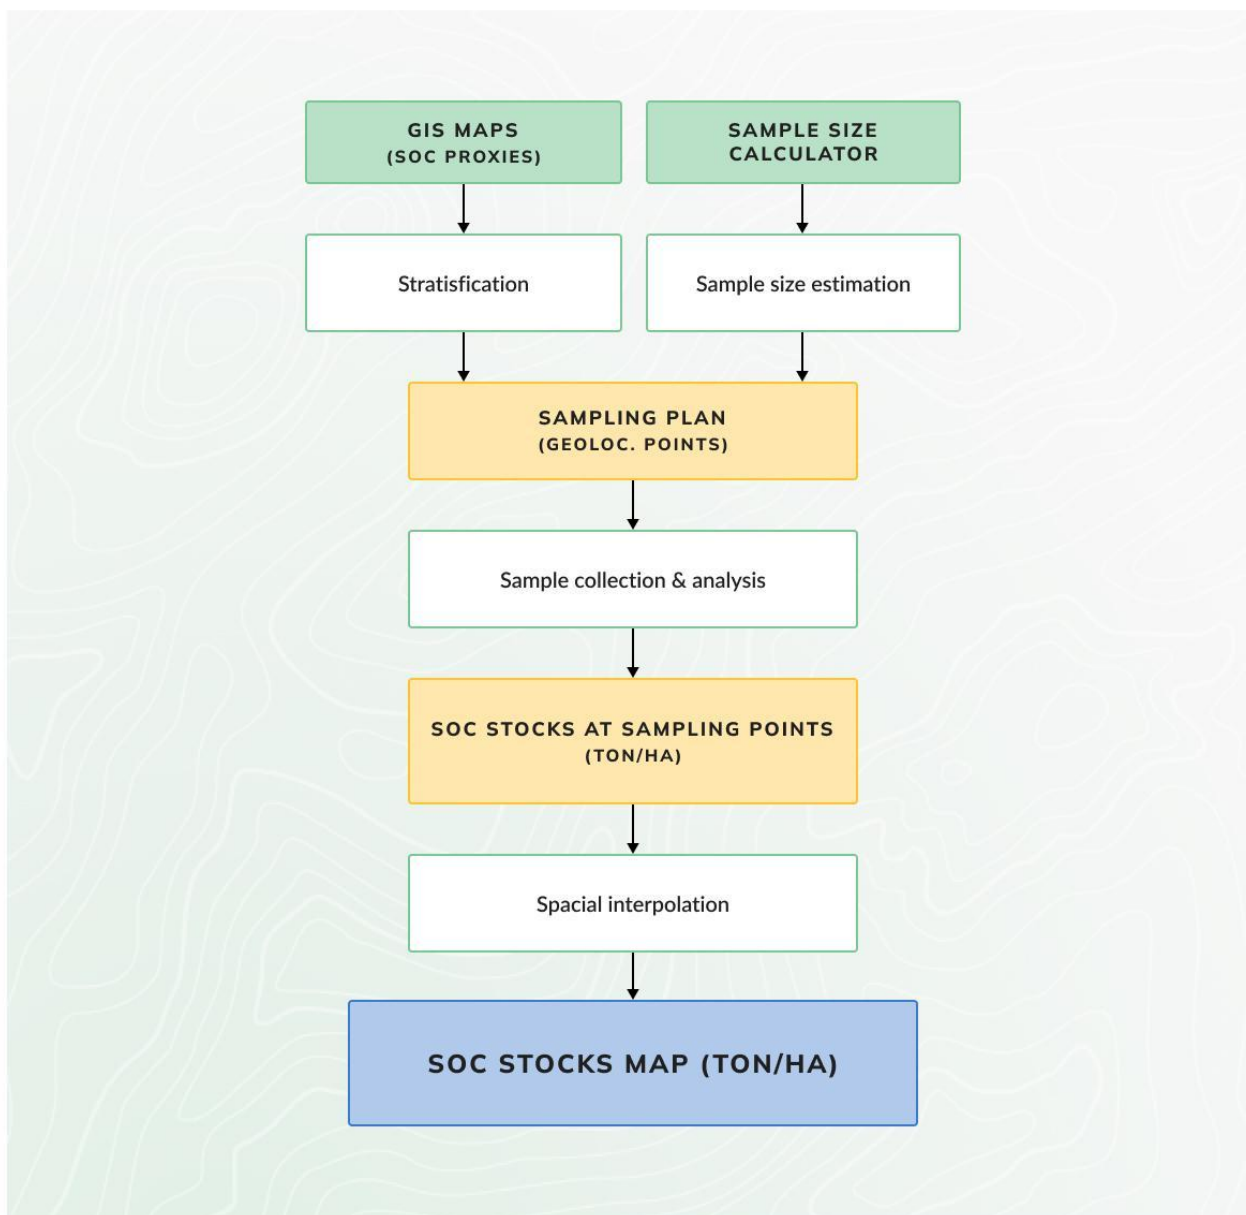 GIS MAPS
(SOC PROXIES)
SAMPLE SIZE
CALCULATOR
Stratisfication
Sample size estimation
SAMPLING PLAN
(GEOLOC. POINTS)
Sample collection & analysis
SOC STOCKS AT SAMPLING POINTS
(TON/HA)
Spacial interpolation
SOC STOCKS MAP (TON/HA)